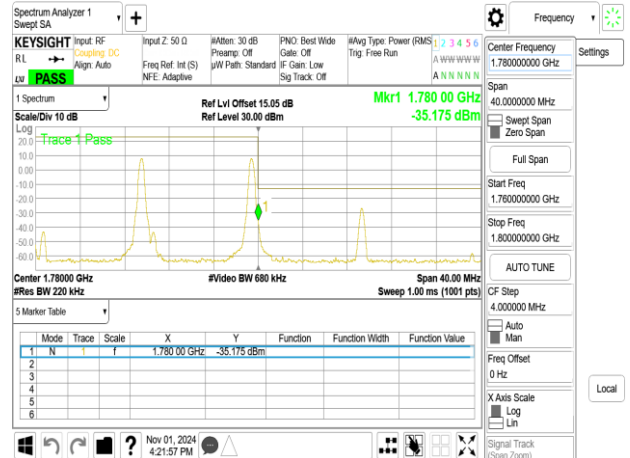 Spectrum Analyzer 1
Swept SA
Frequency
KEYSIGHT
RL
PASS
Input: RF
Coupling: DC
Align: Auto
Input Z: 50 Ω
Freq Ref: Int (S)
NFE: Adaptive
#Atten: 30 dB
Preamp: Off
µW Path: Standard
PNO: Best Wide
Gate: Off
IF Gain: Low
Sig Track: Off
#Avg Type: Power (RMS
Trig: Free Run
1 2 3 4 5 6
A W W W W W
A N N N N N
1 Spectrum
Scale/Div 10 dB
Ref Lvl Offset 15.05 dB
Ref Level 30.00 dBm
Mkr1 1.780 00 GHz
-35.175 dBm
Log
Trace 1 Pass
20.0
10.0
0.00
-10.0
-20.0
-30.0
-40.0
-50.0
-60.0
1
Center 1.78000 GHz
#Res BW 220 kHz
#Video BW 680 kHz
Span 40.00 MHz
Sweep 1.00 ms (1001 pts)
5 Marker Table
Mode Trace Scale X Y Function Function Width Function Value
1 N 1 f 1.780 00 GHz -35.175 dBm
2
3
4
5
6
Nov 01, 2024
4:21:57 PM
Center Frequency
1.780000000 GHz
Settings
Span
40.0000000 MHz
Swept Span
Zero Span
Full Span
Start Freq
1.760000000 GHz
Stop Freq
1.800000000 GHz
AUTO TUNE
CF Step
4.000000 MHz
Auto
Man
Freq Offset
0 Hz
X Axis Scale
Log
Lin
Local
Signal Track
(Span Zoom)